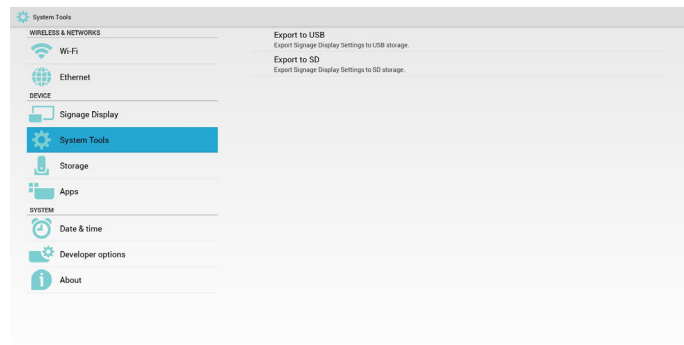 System Tools
WIRELESS & NETWORKS
Wi-Fi
Ethernet
DEVICE
Signage Display
System Tools
Storage
Apps
SYSTEM
Date & time
Developer options
About
Export to USB
Export Signage Display Settings to USB storage.
Export to SD
Export Signage Display Settings to SD storage.